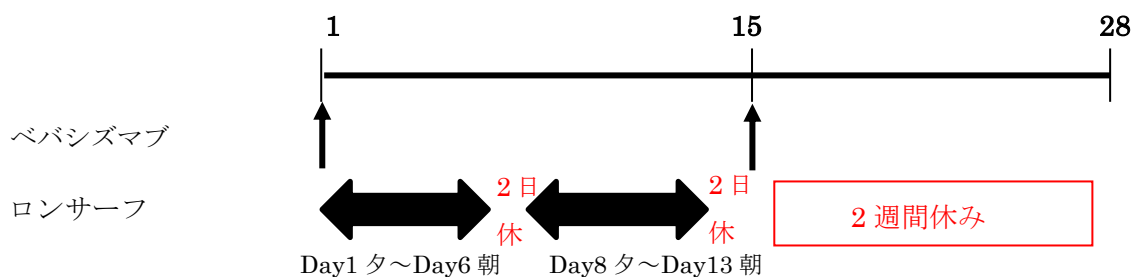 1 15 28
ベバシズマブ
ロンサーフ
2日
休
2日
休
2週間休み
Day1 夕～Day6 朝
Day8 夕～Day13 朝